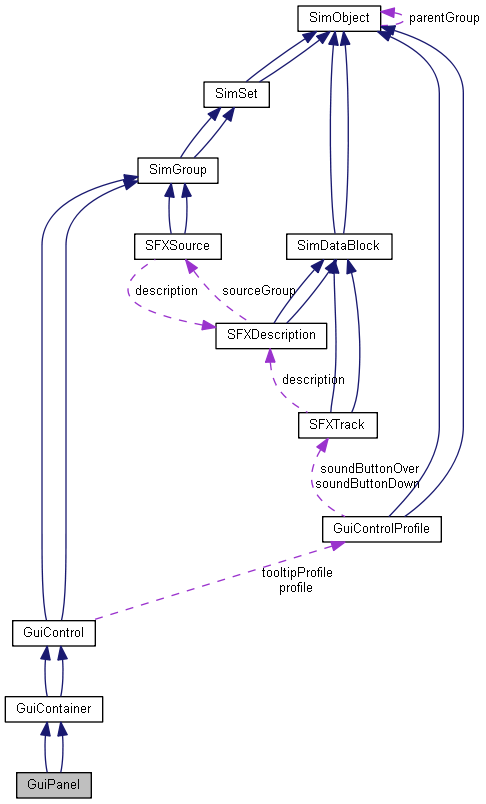 SimObject
parentGroup
SimSet
SimGroup
SFXSource
SimDataBlock
description
sourceGroup
SFXDescription
description
SFXTrack
soundButtonOver
soundButtonDown
GuiControlProfile
tooltipProfile
profile
GuiControl
GuiContainer
GuiPanel